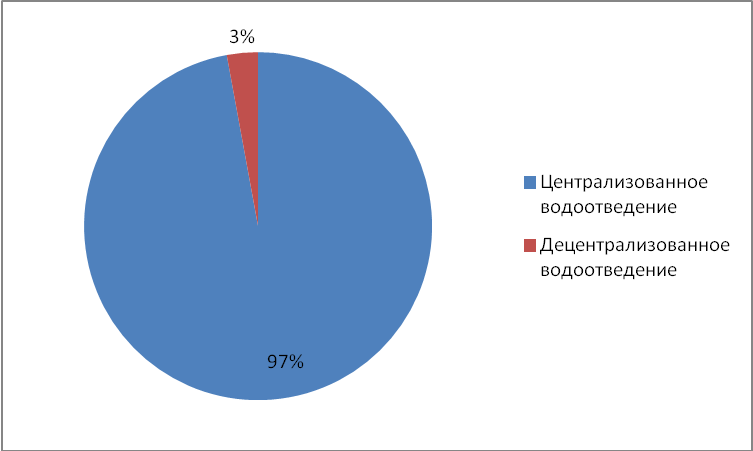 3%
Централизованное
водоотведение
Децентрализованное
водоотведение
97%